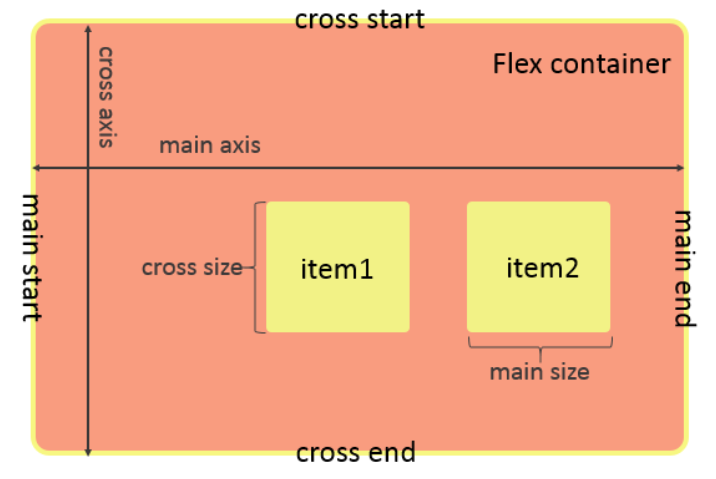 cross start
Flex container
cross axis
main axis
main start
main end
cross size
item1
item2
main size
cross end